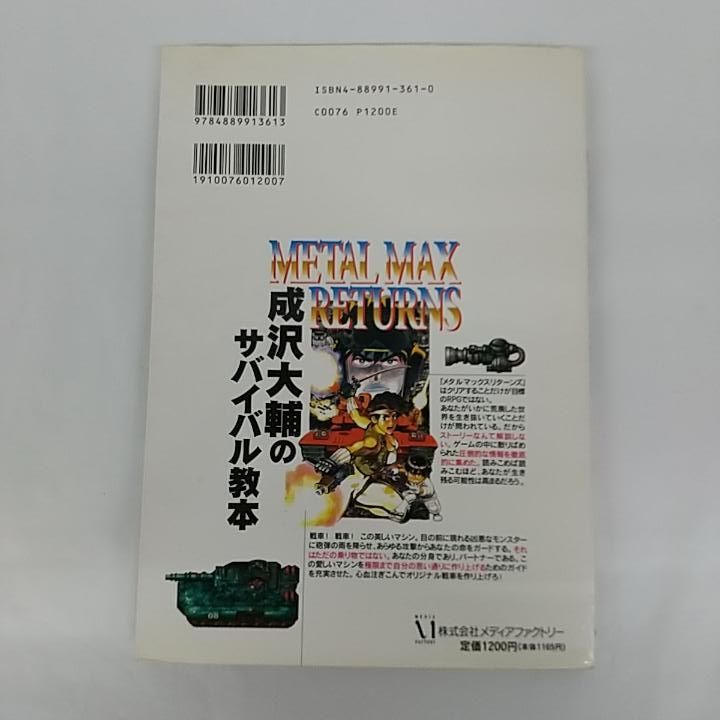 ISBN4-88991-361-0
C0076 P1200E
9784889913613
1910076012007
METAL MAX
RETURNS
成沢大輔の
サバイバル教本
『メタルマックスリターンズ』
はクリアすることだけが目標
のRPGではない。
あなたがいかに荒廃した世
界を生き抜いていくことだ
けが問われている。だから
ストーリーなんて解説しな
い。ゲームの中に散りばめ
られた圧倒的な情報を徹底
的に集めた。読みこめば読
みこむほど、あなたが生き
残る可能性は高まるだろう。
戦車!戦車!この美しいマシン。目の前に現れる凶悪なモンスター
に砲弾の雨を降らせ、あらゆる攻撃からあなたの命をガードする。それ
はただの乗り物ではない。あなたの分身であり、パートナーである。こ
の愛しいマシンを極限まで自分の思い通りに作り上げるためのガイド
を充実させた。心血注ぎこんでオリジナル戦車を作り上げろ!
08
MEDIA
FACTORY
株式会社メディアファクトリー
定価1200円(本体1165円)